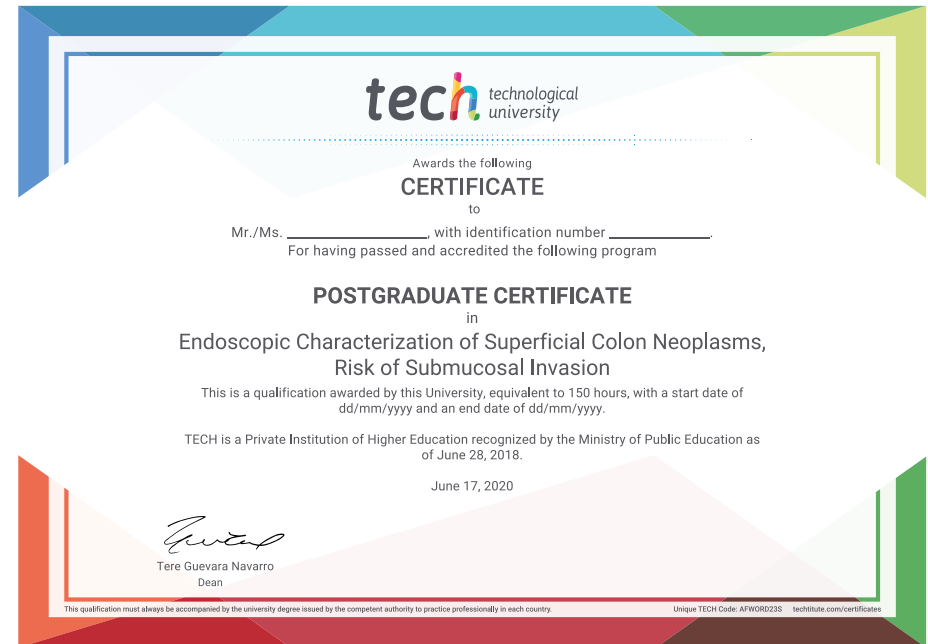 tech technological
university
Awards the following
CERTIFICATE
to
Mr./Ms. ____________________, with identification number ______________.
For having passed and accredited the following program
POSTGRADUATE CERTIFICATE
in
Endoscopic Characterization of Superficial Colon Neoplasms,
Risk of Submucosal Invasion
This is a qualification awarded by this University, equivalent to 150 hours, with a start date of
dd/mm/yyyy and an end date of dd/mm/yyyy.
TECH is a Private Institution of Higher Education recognized by the Ministry of Public Education as
of June 28, 2018.
June 17, 2020
Tere Guevara Navarro
Dean
This qualification must always be accompanied by the university degree issued by the competent authority to practice professionally in each country.
Unique TECH Code: AFWORD23S techtitute.com/certificates